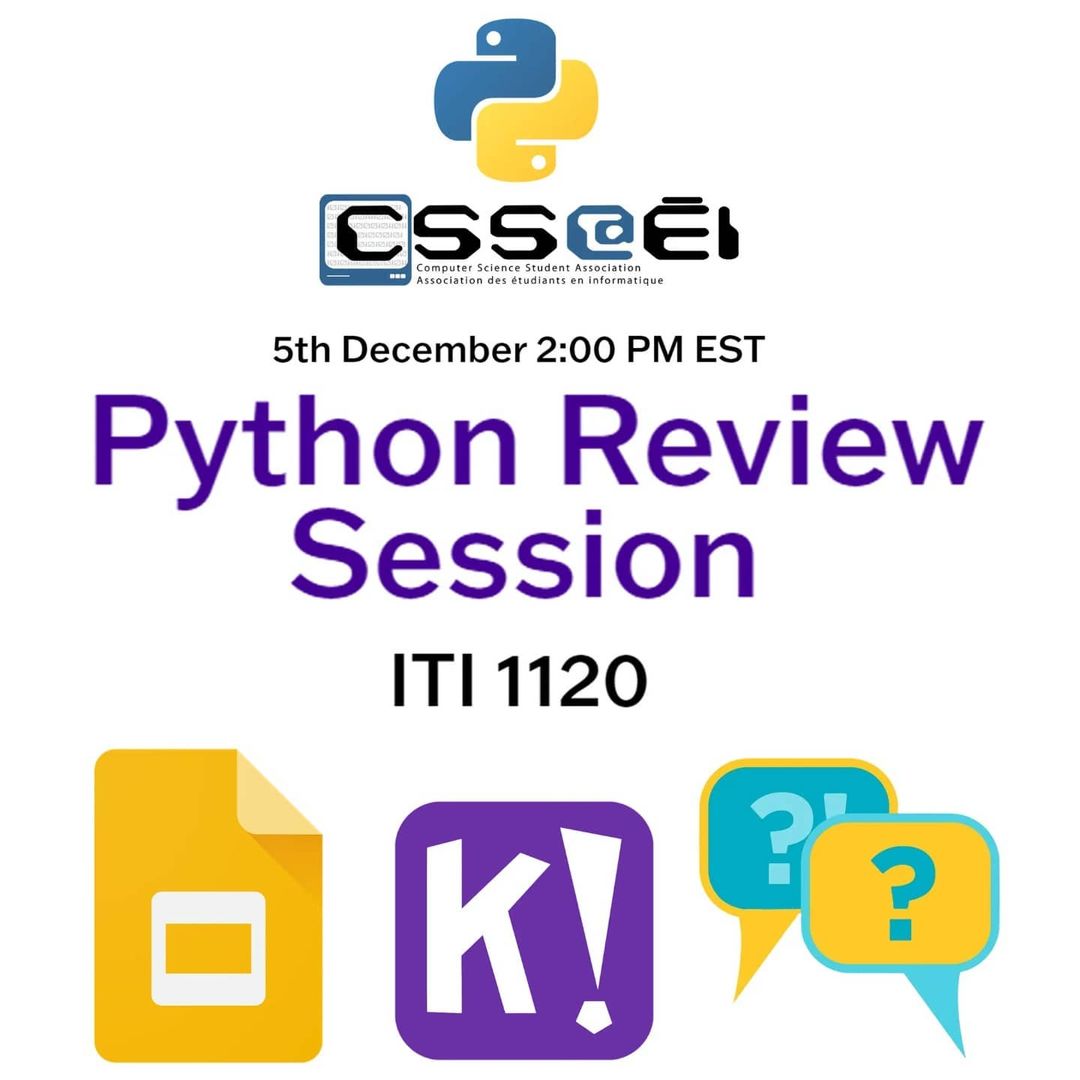 CSS@ÉI
Computer Science Student Association
Association des étudiants en informatique
5th December 2:00 PM EST
Python Review
Session
ITI 1120
K!
?!
?